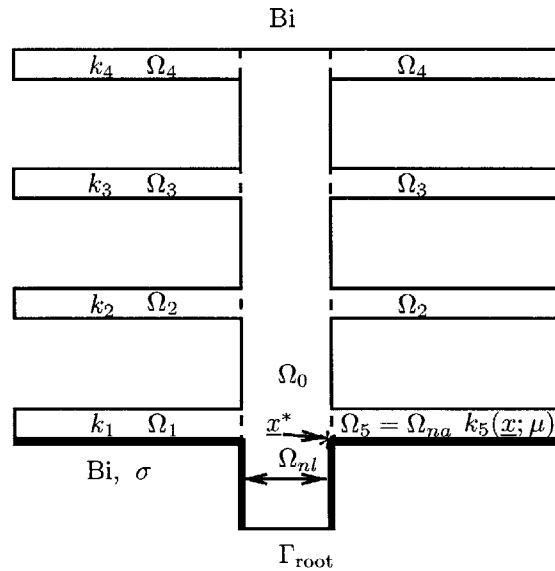 Bi
k₄ Ω₄ Ω₄
k₃ Ω₃ Ω₃
k₂ Ω₂ Ω₂
Ω₀
k₁ Ω₁ x* Ω₅ = Ωₙₐ k₅(x; μ)
Ωₙₗ
Bi, σ
Γroot